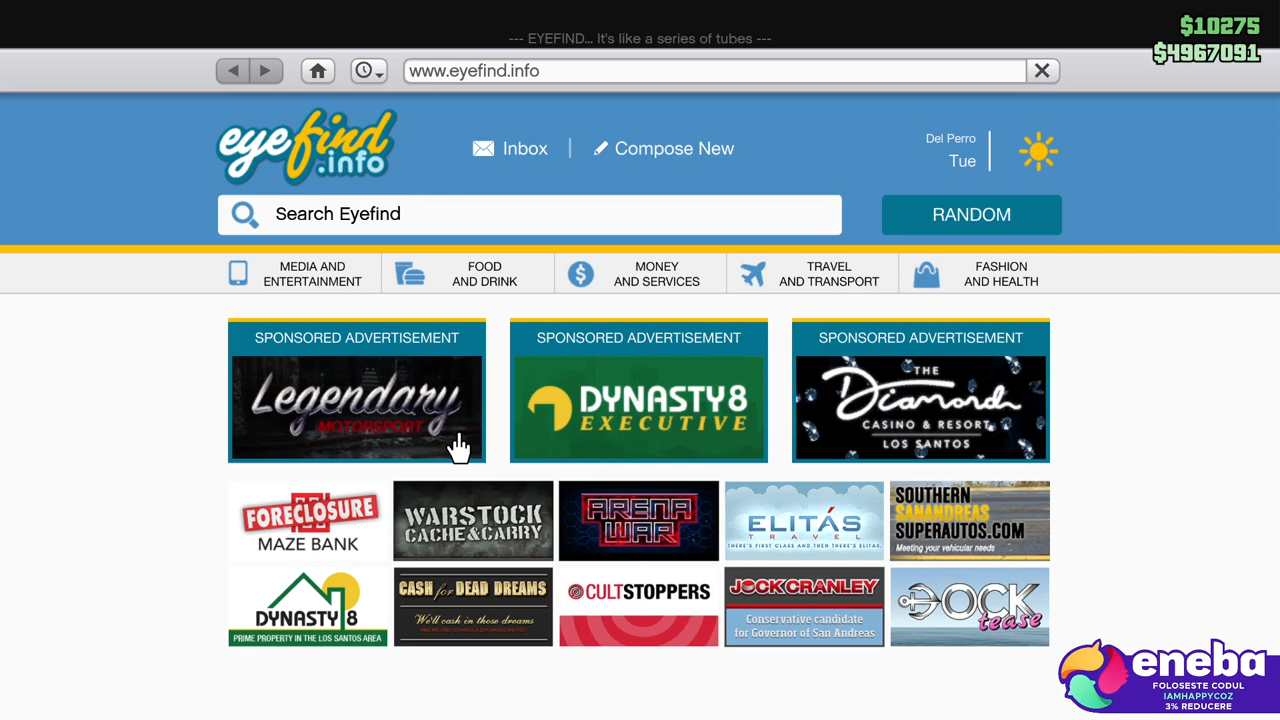 --- EYEFIND... It's like a series of tubes ---
$10275
$4967091
www.eyefind.info
eyefind
.info
Inbox
Compose New
Del Perro
Tue
Search Eyefind
RANDOM
MEDIA AND
ENTERTAINMENT
FOOD
AND DRINK
MONEY
AND SERVICES
TRAVEL
AND TRANSPORT
FASHION
AND HEALTH
SPONSORED ADVERTISEMENT
Legendary
MOTORSPORT
SPONSORED ADVERTISEMENT
DYNASTY8
EXECUTIVE
SPONSORED ADVERTISEMENT
THE
Diamond
CASINO & RESORT
LOS SANTOS
FORECLOSURE
MAZE BANK
WARSTOCK
CACHE&CARRY
ARENA
WAR
ELITÁS
TRAVEL
THERE'S FIRST CLASS AND THEN THERE'S ELITAS.
SOUTHERN
SANANDREAS
SUPERAUTOS.COM
Meeting your vehicular needs
DYNASTY 8
PRIME PROPERTY IN THE LOS SANTOS AREA
CASH for DEAD DREAMS
We'll cash in those dreams
CULTSTOPPERS
JOCK CRANLEY
Conservative candidate
for Governor of San Andreas
DOCK
tease
eneba
FOLOSESTE CODUL
IAMHAPPYCOZ
3% REDUCERE